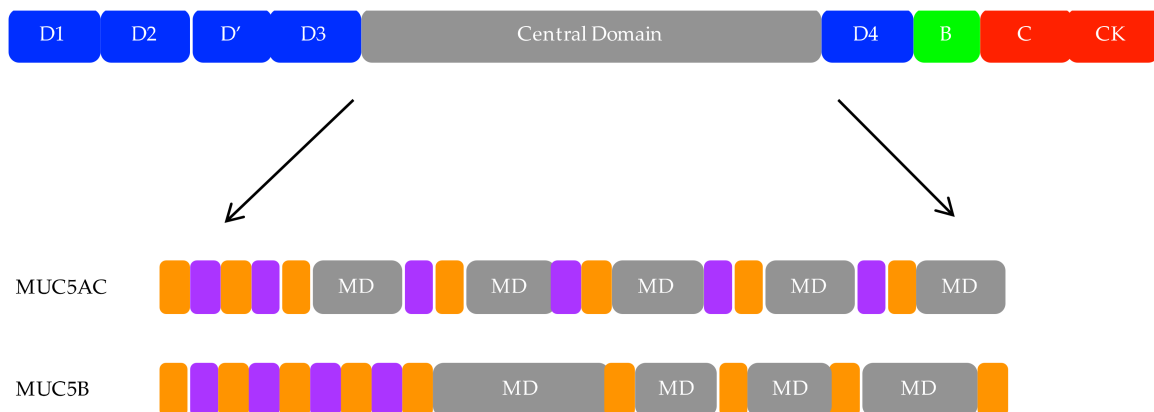 D1 D2 D’ D3 Central Domain D4 B C CK
MUC5AC MD MD MD MD MD
MUC5B MD MD MD MD